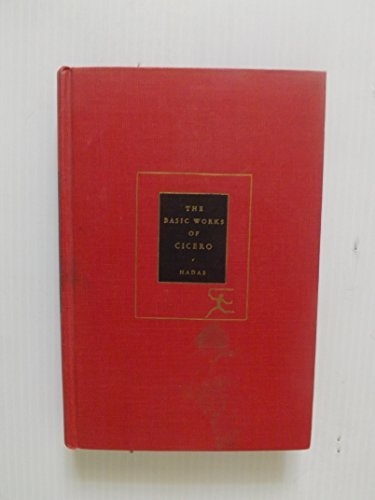 THE
BASIC WORKS
OF
CICERO
HADAS